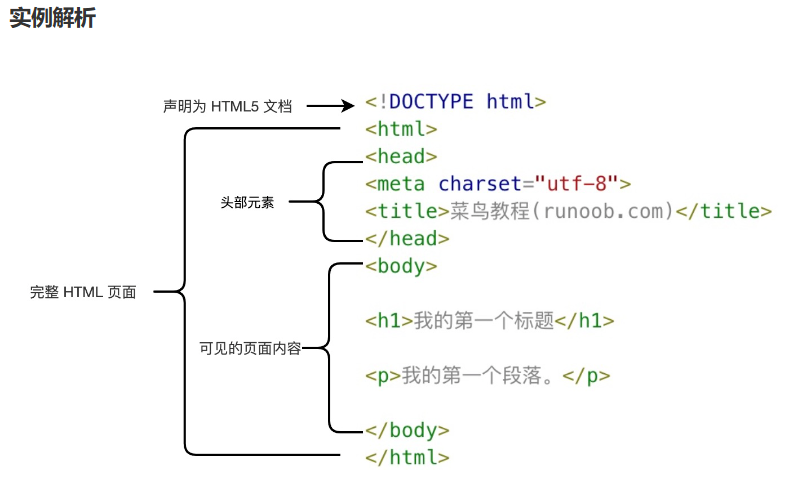 实例解析
声明为 HTML5 文档
<!DOCTYPE html>
<html>
<head>
<meta charset="utf-8">
头部元素
<title>菜鸟教程(runoob.com)</title>
</head>
<body>
完整 HTML 页面
<h1>我的第一个标题</h1>
可见的页面内容
<p>我的第一个段落。</p>
</body>
</html>